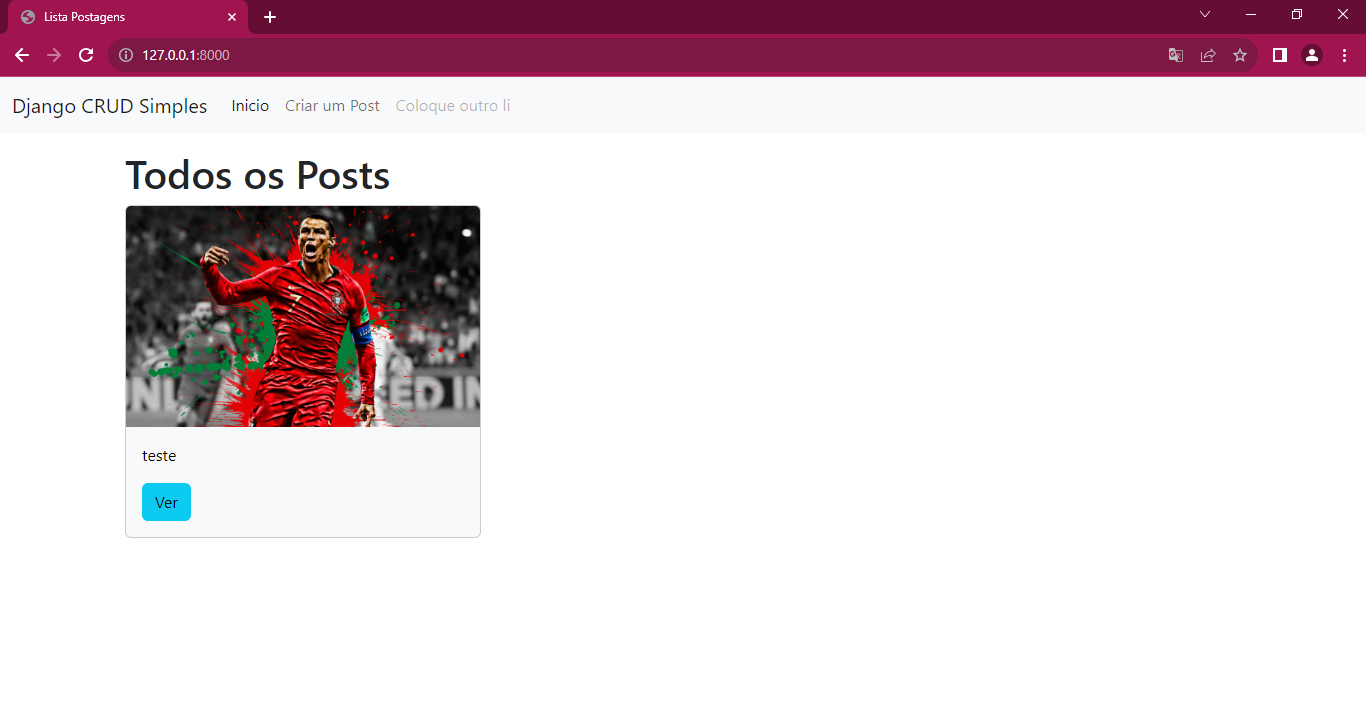 Lista Postagens
127.0.0.1:8000
Django CRUD Simples Inicio Criar um Post Coloque outro li
Todos os Posts
7
teste
Ver